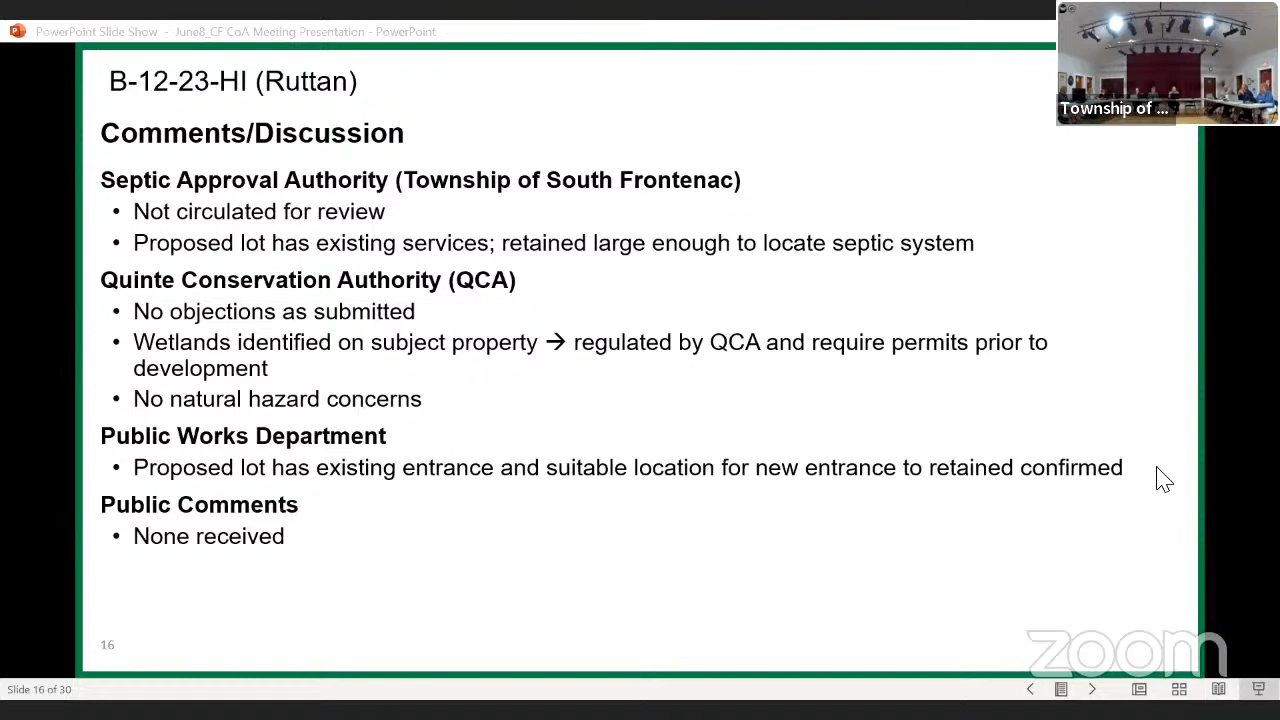 PowerPoint Slide Show - June8_CF CoA Meeting Presentation - PowerPoint
Township of ...
B-12-23-HI (Ruttan)
Comments/Discussion
Septic Approval Authority (Township of South Frontenac)
• Not circulated for review
• Proposed lot has existing services; retained large enough to locate septic system
Quinte Conservation Authority (QCA)
• No objections as submitted
• Wetlands identified on subject property → regulated by QCA and require permits prior to
development
• No natural hazard concerns
Public Works Department
• Proposed lot has existing entrance and suitable location for new entrance to retained confirmed
Public Comments
• None received
16
zoom
Slide 16 of 30